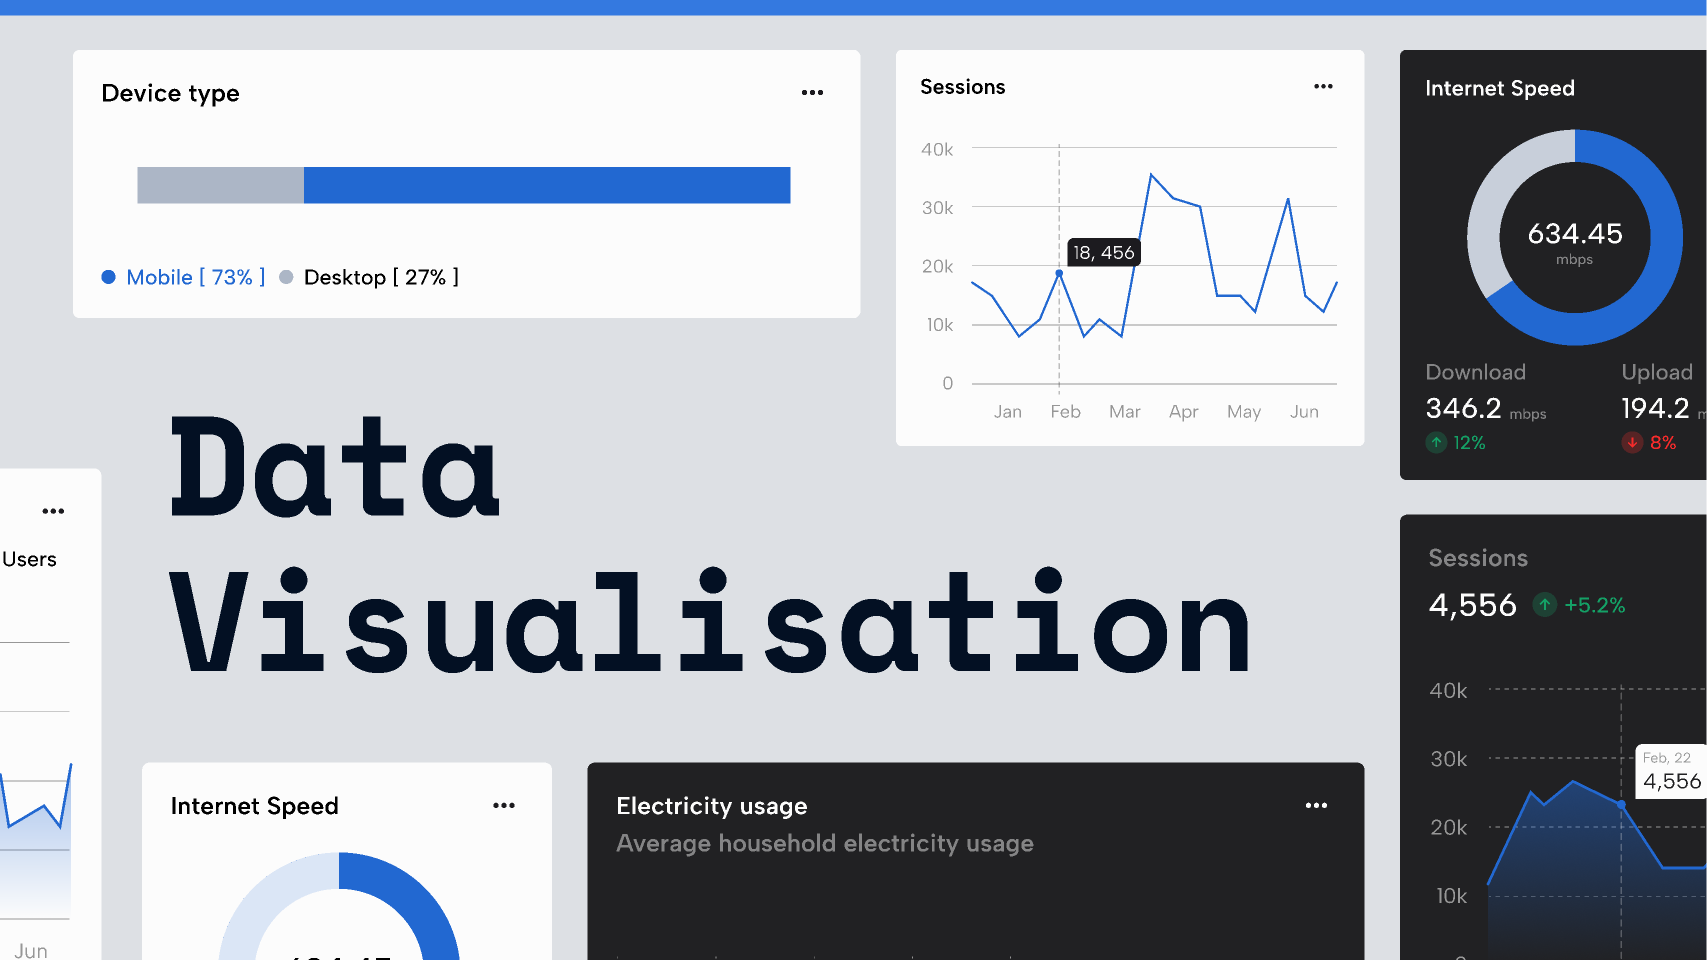 Device type
Mobile [ 73% ]
Desktop [ 27% ]
Sessions
40k
30k
20k
10k
0
18, 456
Jan Feb Mar Apr May Jun
Internet Speed
634.45
mbps
Download Upload
346.2 mbps 194.2
12% 8%
Data
Visualisation
Users
Jun
Sessions
4,556 +5.2%
40k
30k
20k
10k
Feb, 22
4,556
Internet Speed
Electricity usage
Average household electricity usage